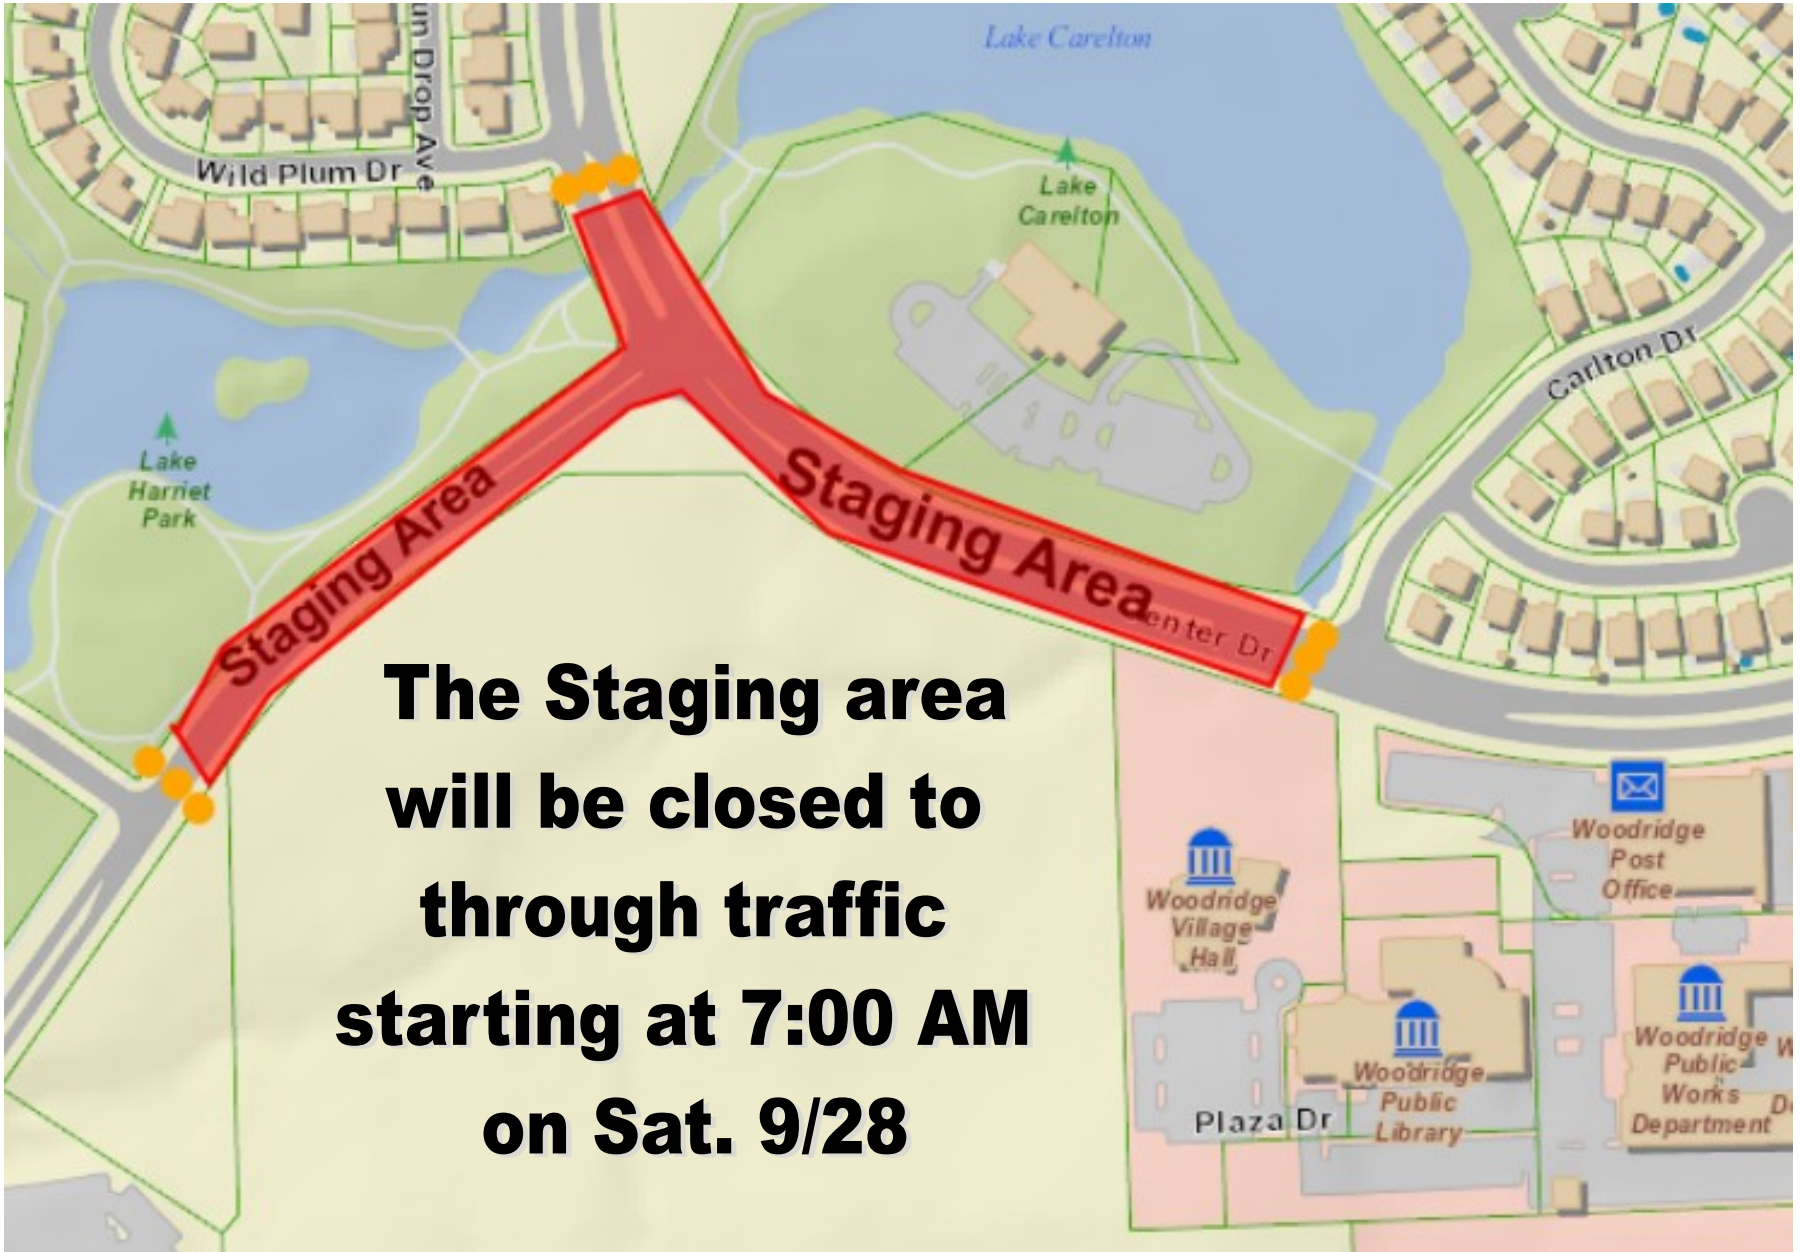 Lake Carelton
um Drop Ave
Wild Plum Dr
Lake
Carelton
Carlton Dr
Lake
Harriet
Park
Staging Area
Staging Area
enter Dr
The Staging area
will be closed to
through traffic
starting at 7:00 AM
on Sat. 9/28
Woodridge
Post
Office
Woodridge
Village
Hall
Woodridge
Public
Works
Department
Woodridge
Public
Library
Plaza Dr